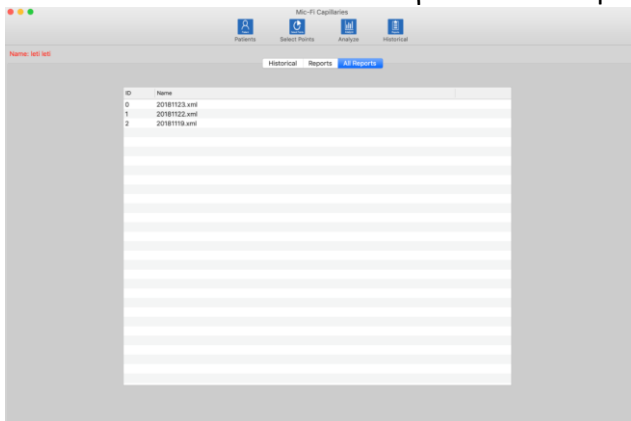 Mic-Fi Capillaries
Patients Select Points Analyze Historical
Name: leti leti
Historical Reports All Reports
ID Name
0 20181123.xml
1 20181122.xml
2 20181119.xml